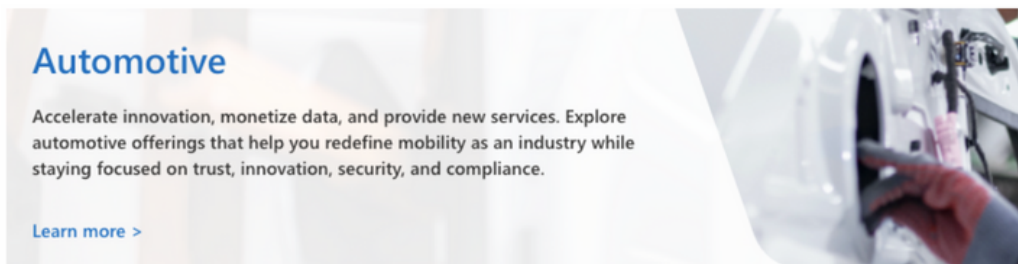 Automotive
Accelerate innovation, monetize data, and provide new services. Explore
automotive offerings that help you redefine mobility as an industry while
staying focused on trust, innovation, security, and compliance.
Learn more >